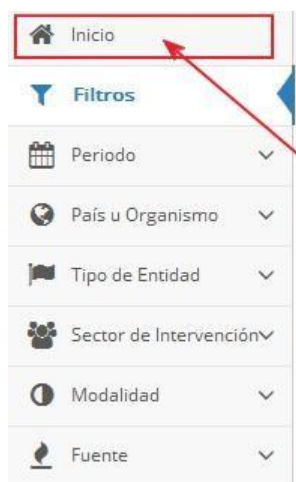 Inicio
Filtros
Periodo
País u Organismo
Tipo de Entidad
Sector de Intervención
Modalidad
Fuente